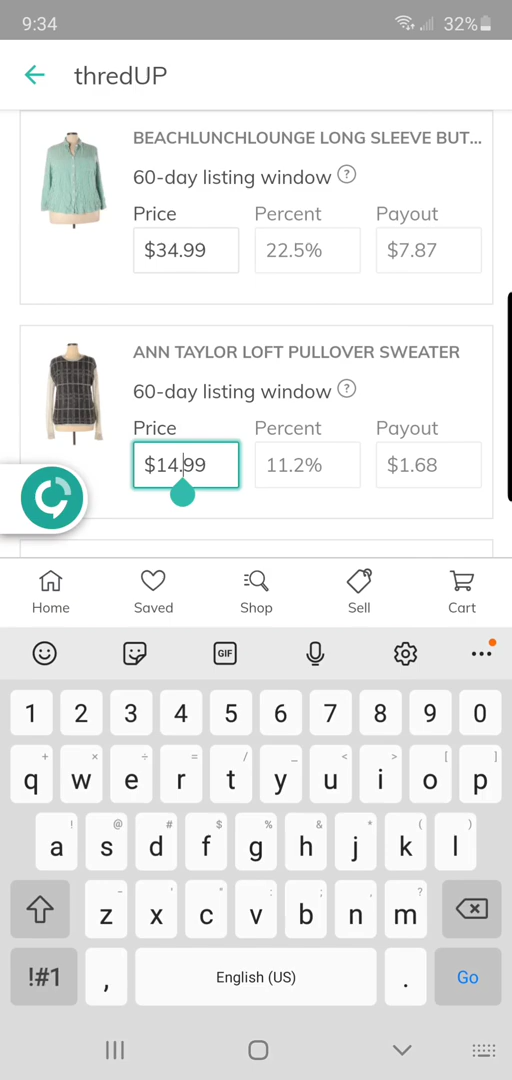 9:34 32%
thredUP
BEACHLUNCHLOUNGE LONG SLEEVE BUT...
60-day listing window ?
Price Percent Payout
$34.99 22.5% $7.87
ANN TAYLOR LOFT PULLOVER SWEATER
60-day listing window ?
Price Percent Payout
$14.99 11.2% $1.68
Home Saved Shop Sell Cart
GIF
1 2 3 4 5 6 7 8 9 0
+ × ÷ = / _ < > [ ]
q w e r t y u i o p
! @ # $ % & * ( )
a s d f g h j k l
- ' " : ; , ?
z x c v b n m
!#1 , English (US) . Go